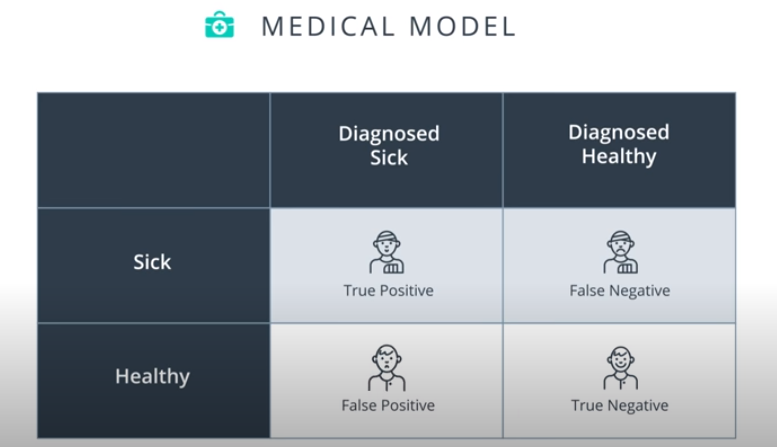 MEDICAL MODEL
Diagnosed
Sick
Diagnosed
Healthy
Sick
True Positive
False Negative
Healthy
False Positive
True Negative